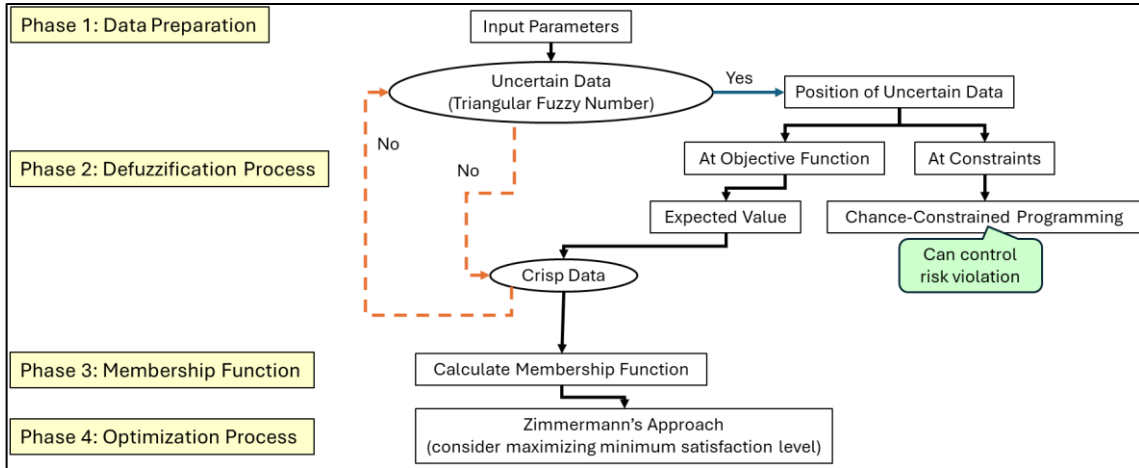 Phase 1: Data Preparation
Input Parameters
Uncertain Data
(Triangular Fuzzy Number)
Yes
Position of Uncertain Data
No
Phase 2: Defuzzification Process
No
At Objective Function
At Constraints
Expected Value
Chance-Constrained Programming
Can control
risk violation
Crisp Data
Phase 3: Membership Function
Calculate Membership Function
Phase 4: Optimization Process
Zimmermann’s Approach
(consider maximizing minimum satisfaction level)